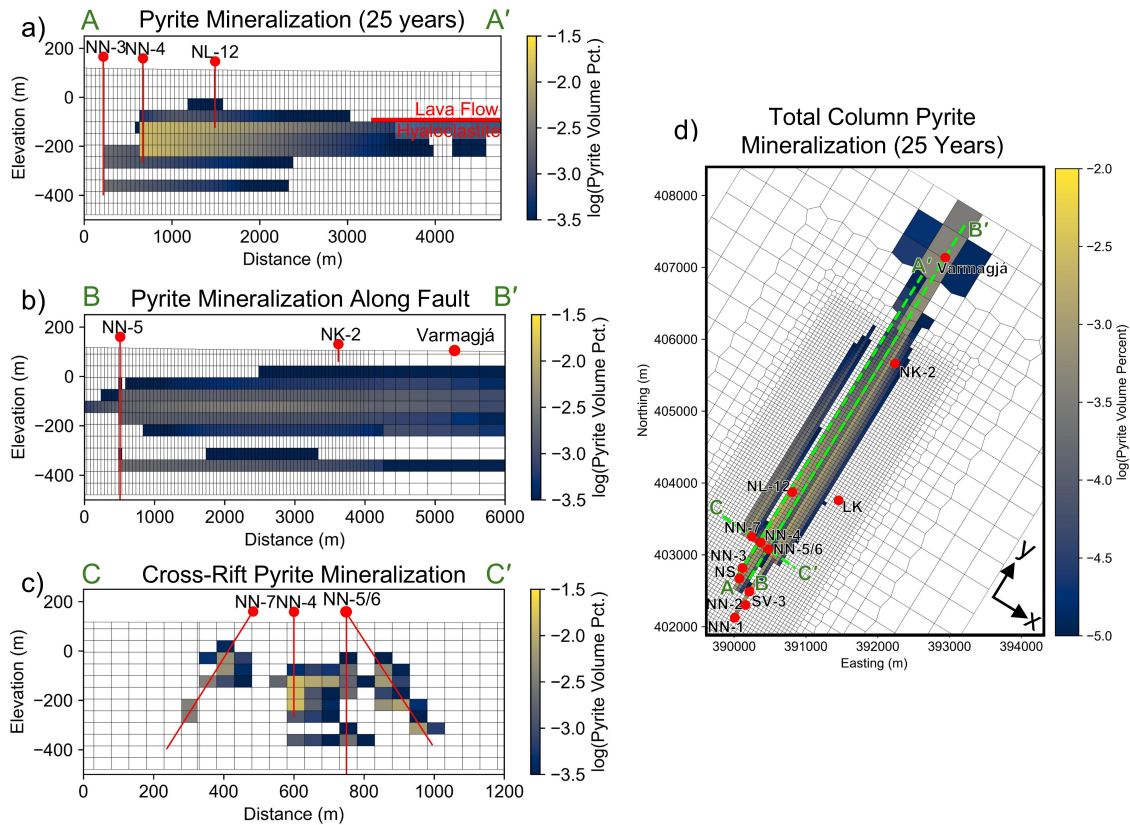 a)
A
Pyrite Mineralization (25 years)
A′
NN-3
NN-4
NL-12
Lava Flow
Hyaloclastite
200
0
−200
−400
Elevation (m)
0
1000
2000
3000
4000
Distance (m)
−1.5
−2.0
−2.5
−3.0
−3.5
log(Pyrite Volume Pct.)
b)
B
Pyrite Mineralization Along Fault
B′
NN-5
NK-2
Varmagjá
200
0
−200
−400
Elevation (m)
0
1000
2000
3000
4000
5000
6000
Distance (m)
−1.5
−2.0
−2.5
−3.0
−3.5
log(Pyrite Volume Pct.)
c)
C
Cross-Rift Pyrite Mineralization
C′
NN-7
NN-4
NN-5/6
200
0
−200
−400
Elevation (m)
0
200
400
600
800
1000
1200
Distance (m)
−1.5
−2.0
−2.5
−3.0
−3.5
log(Pyrite Volume Pct.)
d)
Total Column Pyrite
Mineralization (25 Years)
408000
407000
406000
405000
404000
403000
402000
Northing (m)
390000
391000
392000
393000
394000
Easting (m)
B′
A′
Varmagjá
NK-2
NL-12
LK
C
NN-7
NN-4
NN-5/6
NN-3
C′
NS
A
B
SV-3
NN-2
NN-1
y
x
−2.0
−2.5
−3.0
−3.5
−4.0
−4.5
−5.0
log(Pyrite Volume Percent)